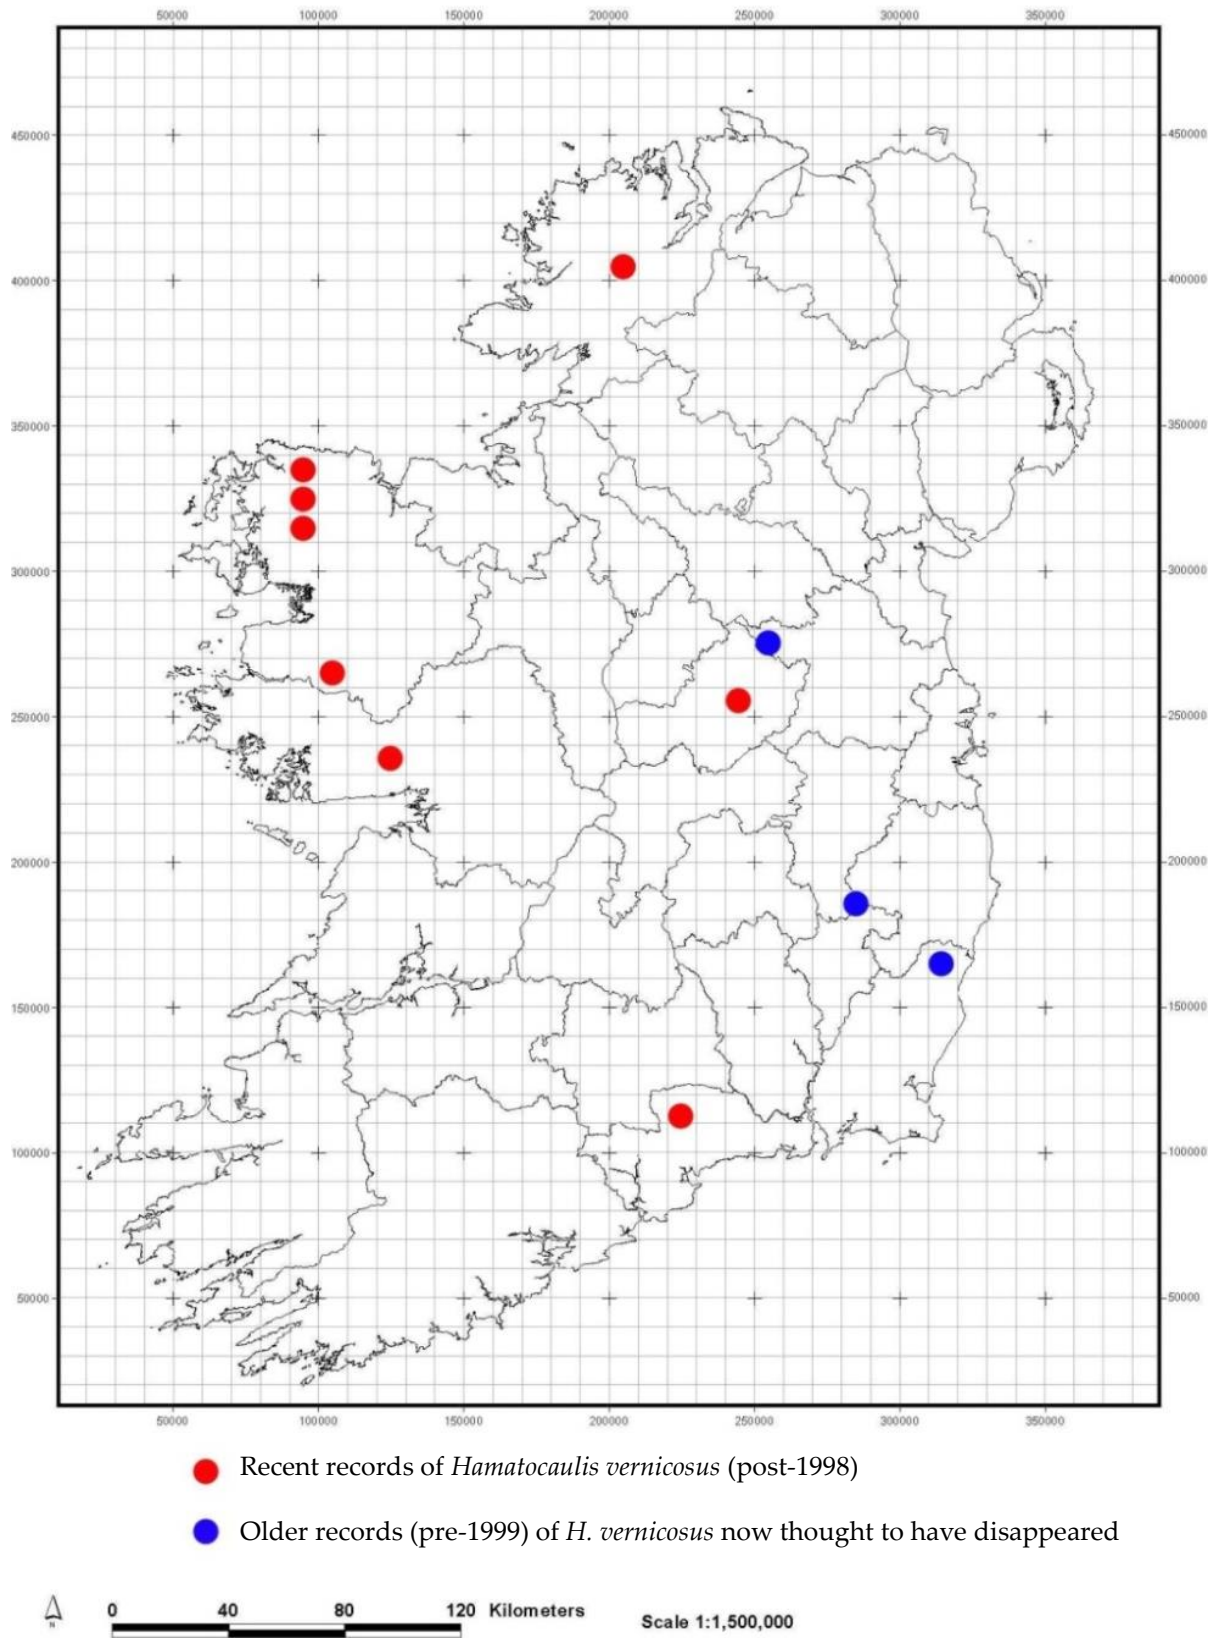 50000 100000 150000 200000 250000 300000 350000
450000 450000
400000 400000
350000 350000
300000 300000
250000 250000
200000 200000
150000 150000
100000 100000
50000 50000
50000 100000 150000 200000 250000 300000 350000
Recent records of Hamatocaulis vernicosus (post-1998)
Older records (pre-1999) of H. vernicosus now thought to have disappeared
N 0 40 80 120 Kilometers Scale 1:1,500,000